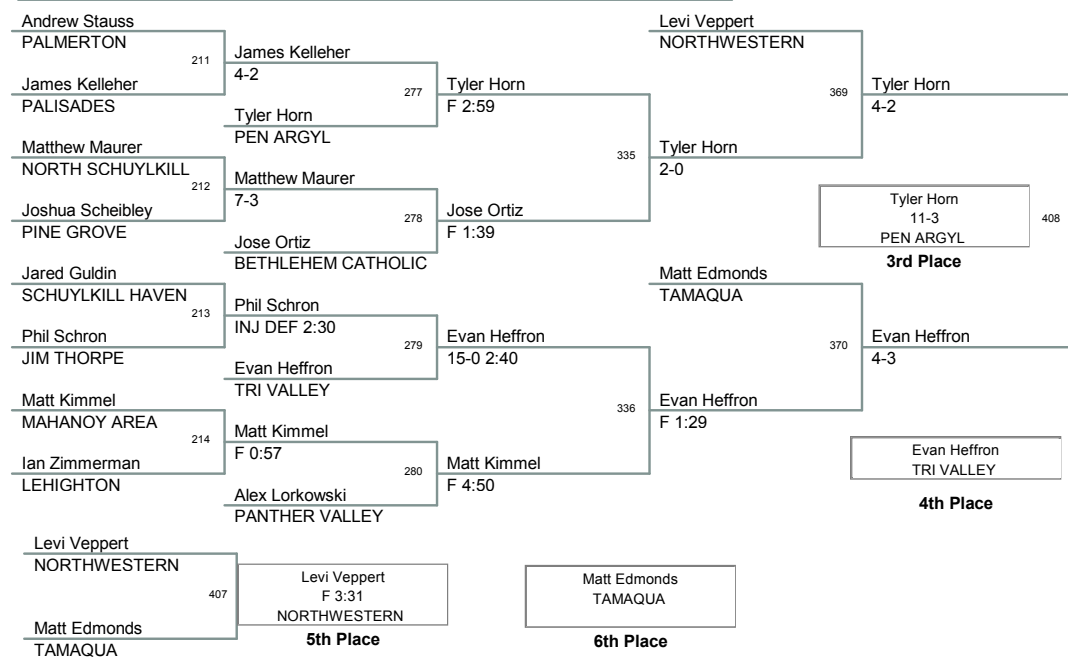 Andrew Stauss
PALMERTON
211
James Kelleher
PALISADES
James Kelleher
4-2
277
Tyler Horn
PEN ARGYL
Tyler Horn
F 2:59
Matthew Maurer
NORTH SCHUYLKILL
212
Joshua Scheibley
PINE GROVE
Matthew Maurer
7-3
278
Jose Ortiz
BETHLEHEM CATHOLIC
Jose Ortiz
F 1:39
335
Tyler Horn
2-0
Levi Veppert
NORTHWESTERN
369
Tyler Horn
4-2
Tyler Horn
11-3
PEN ARGYL
408
3rd Place
Jared Guldin
SCHUYLKILL HAVEN
213
Phil Schron
JIM THORPE
Phil Schron
INJ DEF 2:30
279
Evan Heffron
TRI VALLEY
Evan Heffron
15-0 2:40
Matt Kimmel
MAHANOY AREA
214
Ian Zimmerman
LEHIGHTON
Matt Kimmel
F 0:57
280
Alex Lorkowski
PANTHER VALLEY
Matt Kimmel
F 4:50
336
Evan Heffron
F 1:29
Matt Edmonds
TAMAQUA
370
Evan Heffron
4-3
Evan Heffron
TRI VALLEY
4th Place
Levi Veppert
NORTHWESTERN
407
Matt Edmonds
TAMAQUA
Levi Veppert
F 3:31
NORTHWESTERN
5th Place
Matt Edmonds
TAMAQUA
6th Place